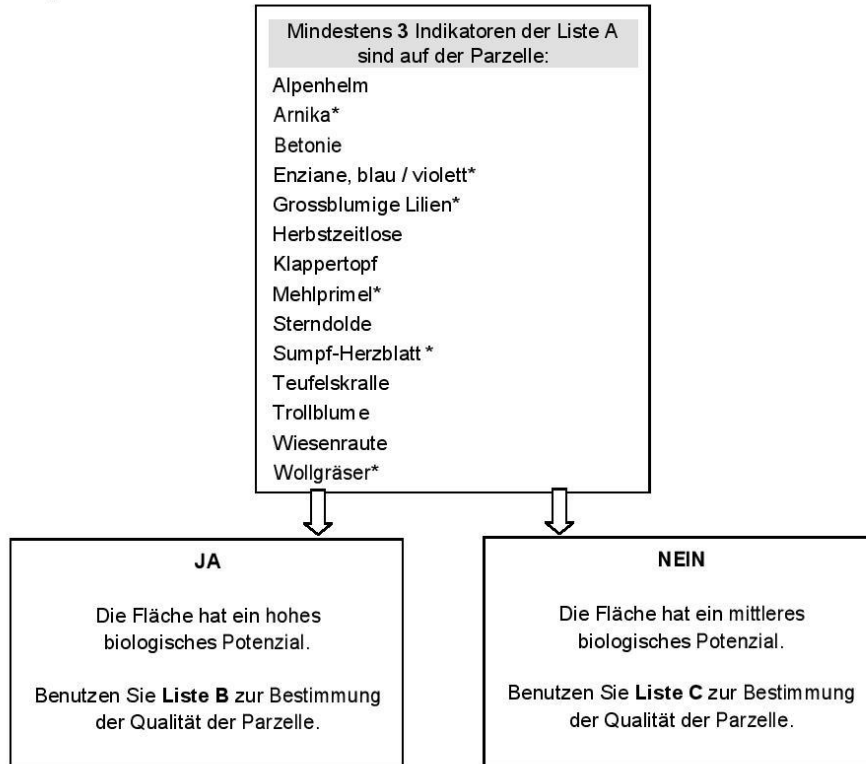 Mindestens 3 Indikatoren der Liste A
sind auf der Parzelle:
Alpenhelm
Arnika*
Betonie
Enziane, blau / violett*
Grossblumige Lilien*
Herbstzeitlose
Klappertopf
Mehlprimel*
Sterndolde
Sumpf-Herzblatt *
Teufelskralle
Trollblume
Wiesenraute
Wollgräser*
JA
Die Fläche hat ein hohes
biologisches Potenzial.
Benutzen Sie Liste B zur Bestimmung
der Qualität der Parzelle.
NEIN
Die Fläche hat ein mittleres
biologisches Potenzial.
Benutzen Sie Liste C zur Bestimmung
der Qualität der Parzelle.